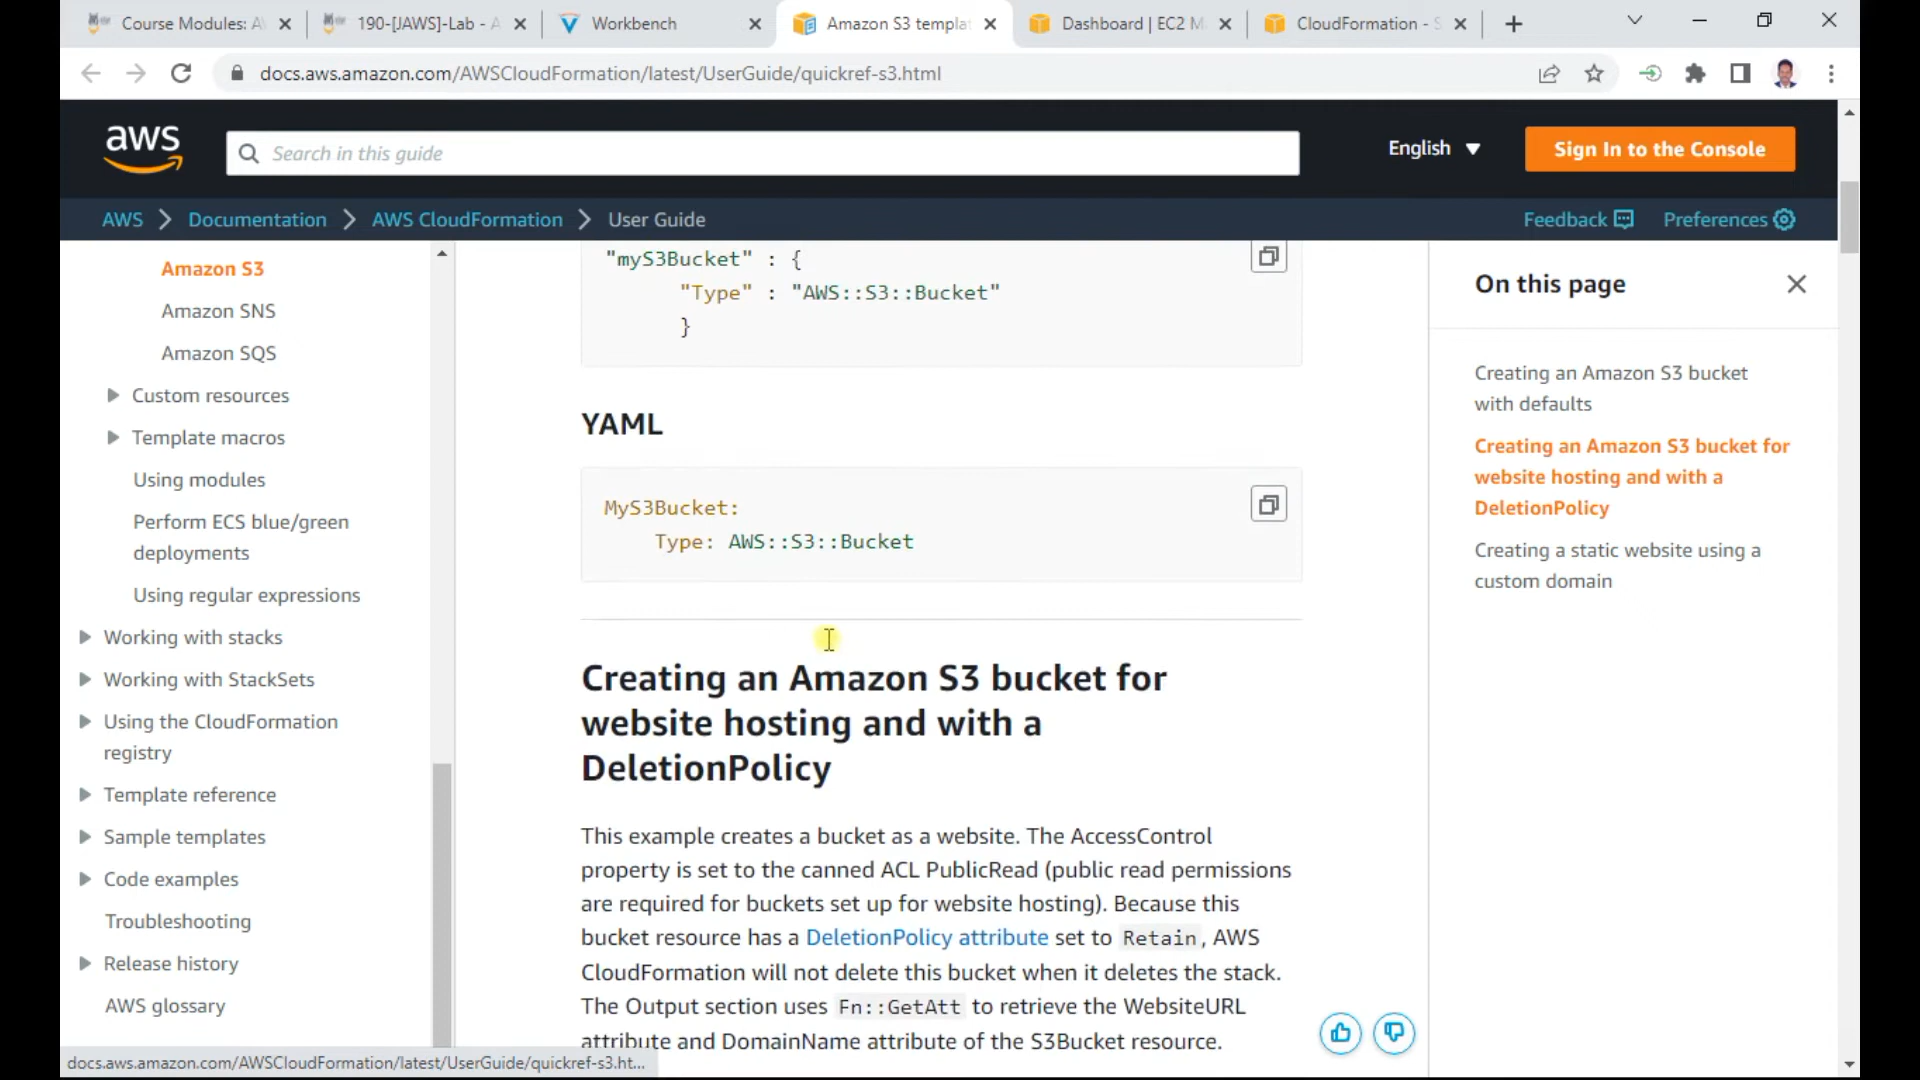 Course Modules: A
190-[JAWS]-Lab - A
Workbench
Amazon S3 templa
Dashboard | EC2 M
CloudFormation - S
docs.aws.amazon.com/AWSCloudFormation/latest/UserGuide/quickref-s3.html
aws
Search in this guide
English
Sign In to the Console
AWS
Documentation
AWS CloudFormation
User Guide
Feedback
Preferences
Amazon S3
Amazon SNS
Amazon SQS
Custom resources
Template macros
Using modules
Perform ECS blue/green
deployments
Using regular expressions
Working with stacks
Working with StackSets
Using the CloudFormation
registry
Template reference
Sample templates
Code examples
Troubleshooting
Release history
AWS glossary
"myS3Bucket" : {
"Type" : "AWS::S3::Bucket"
}
YAML
MyS3Bucket:
Type: AWS::S3::Bucket
Creating an Amazon S3 bucket for
website hosting and with a
DeletionPolicy
This example creates a bucket as a website. The AccessControl
property is set to the canned ACL PublicRead (public read permissions
are required for buckets set up for website hosting). Because this
bucket resource has a DeletionPolicy attribute set to Retain, AWS
CloudFormation will not delete this bucket when it deletes the stack.
The Output section uses Fn::GetAtt to retrieve the WebsiteURL
attribute and DomainName attribute of the S3Bucket resource.
On this page
Creating an Amazon S3 bucket
with defaults
Creating an Amazon S3 bucket for
website hosting and with a
DeletionPolicy
Creating a static website using a
custom domain
docs.aws.amazon.com/AWSCloudFormation/latest/UserGuide/quickref-s3.ht...